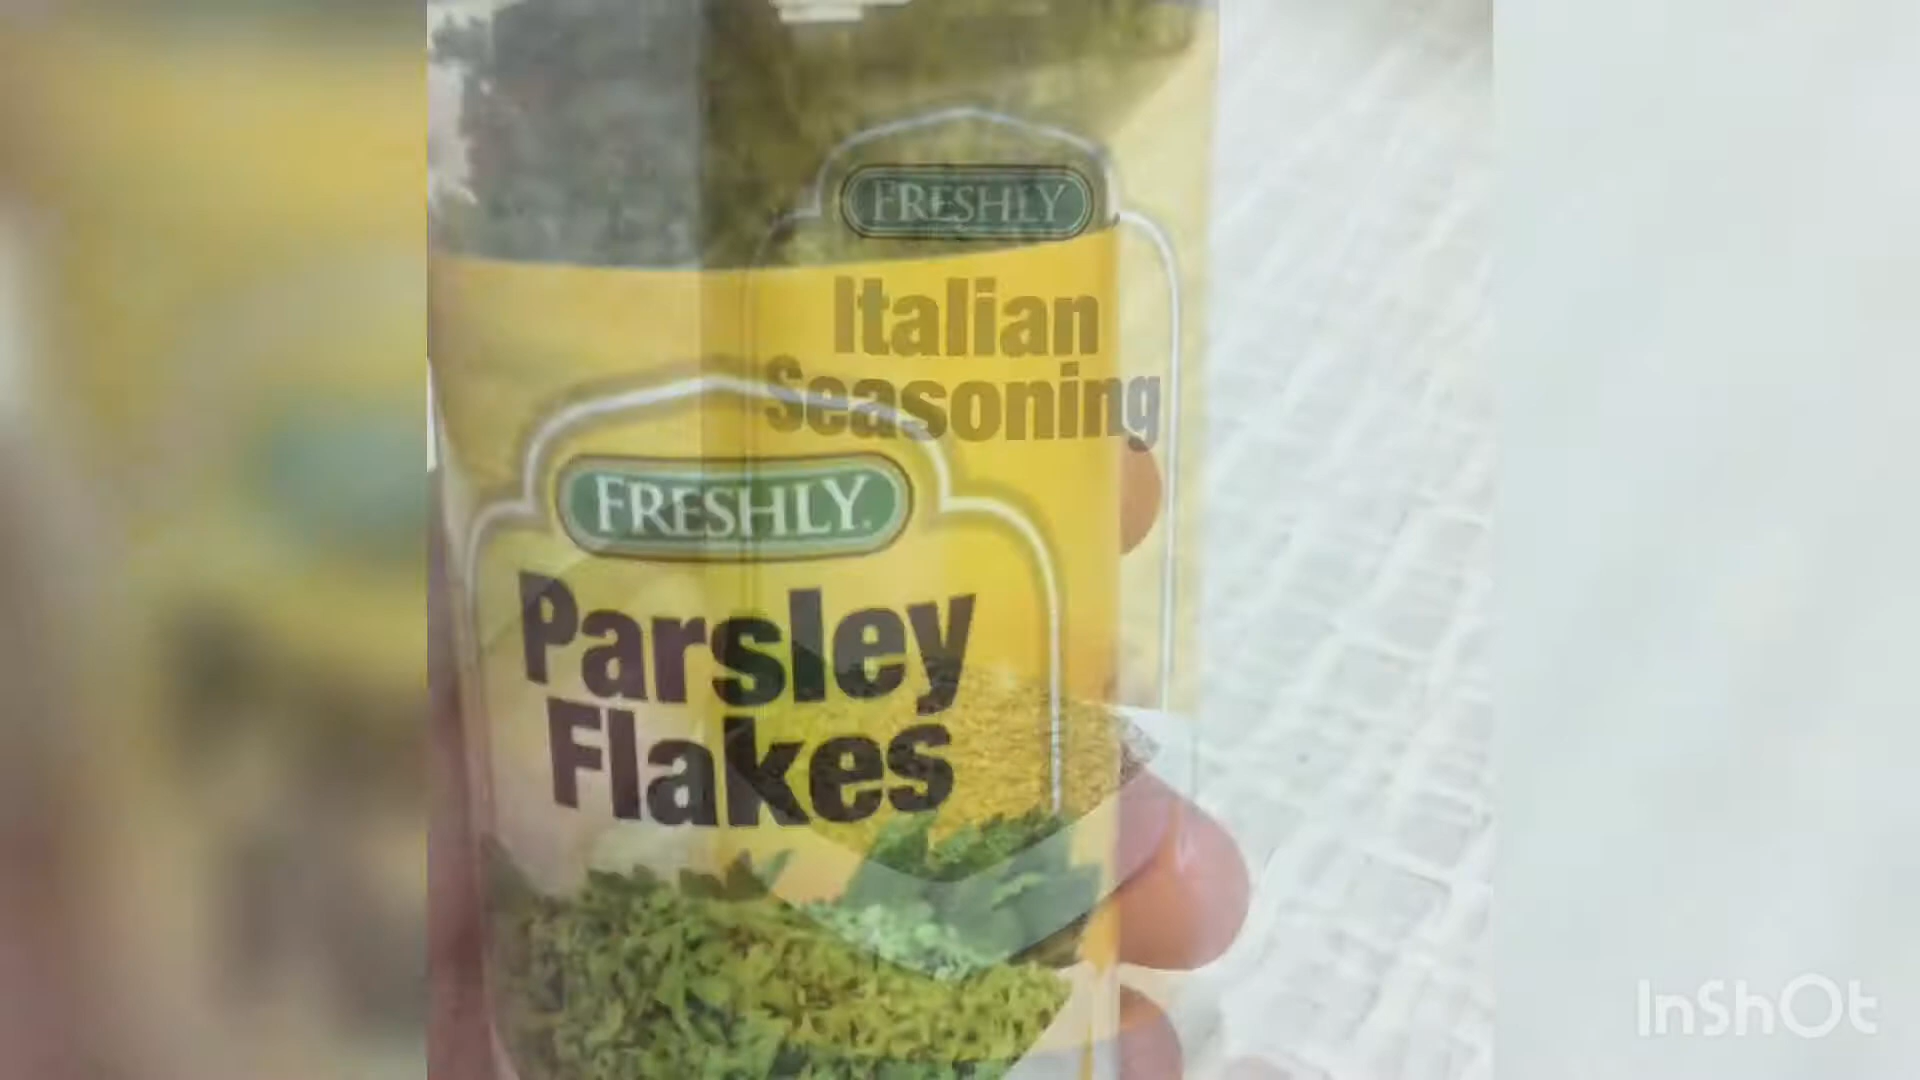 FRESHLY
Italian
Seasoning
FRESHLY
Parsley
Flakes
InShOt